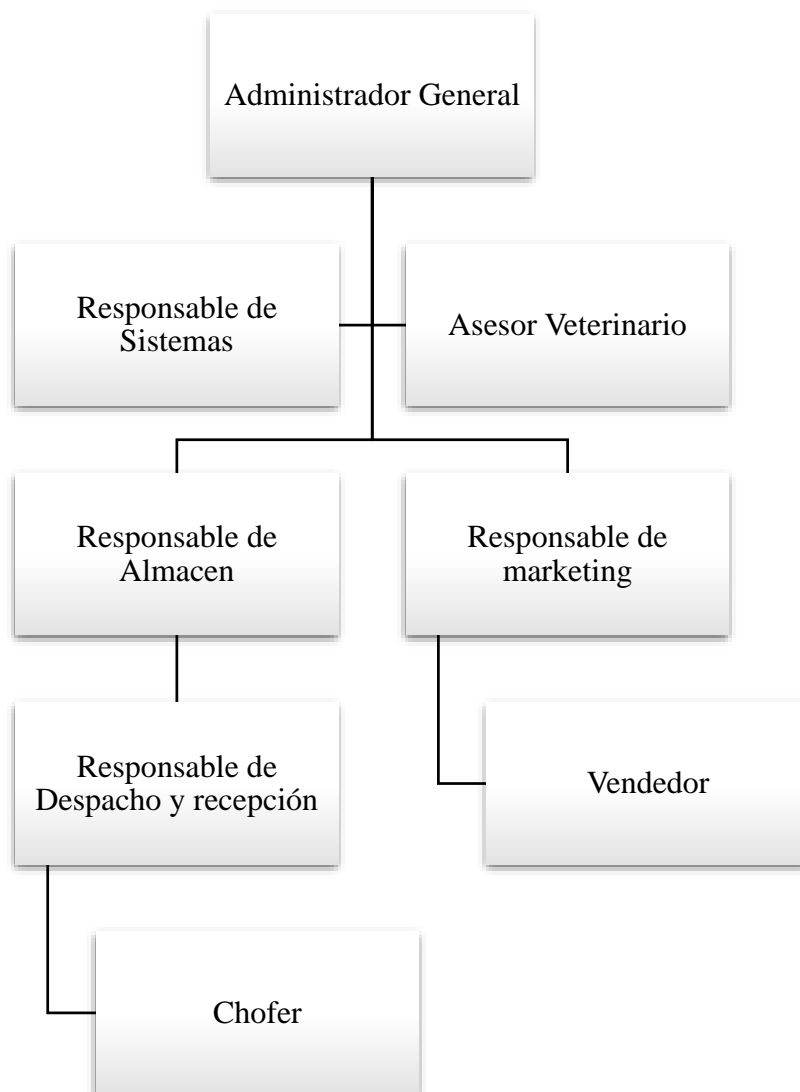 Administrador General
Responsable de
Sistemas
Asesor Veterinario
Responsable de
Almacen
Responsable de
marketing
Responsable de
Despacho y recepción
Vendedor
Chofer